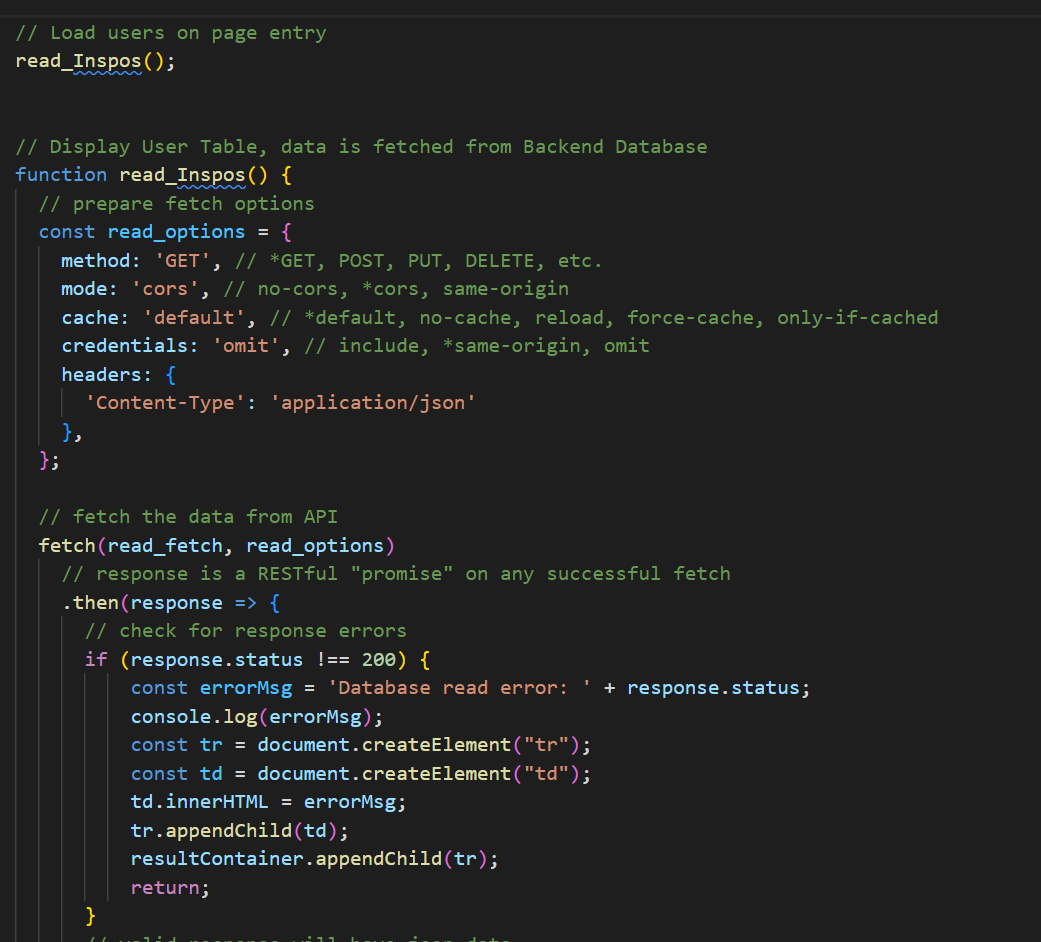 // Load users on page entry
read_Inspos();
// Display User Table, data is fetched from Backend Database
function read_Inspos() {
// prepare fetch options
const read_options = {
method: 'GET', // *GET, POST, PUT, DELETE, etc.
mode: 'cors', // no-cors, *cors, same-origin
cache: 'default', // *default, no-cache, reload, force-cache, only-if-cached
credentials: 'omit', // include, *same-origin, omit
headers: {
'Content-Type': 'application/json'
},
};
// fetch the data from API
fetch(read_fetch, read_options)
// response is a RESTful "promise" on any successful fetch
.then(response => {
// check for response errors
if (response.status !== 200) {
const errorMsg = 'Database read error: ' + response.status;
console.log(errorMsg);
const tr = document.createElement("tr");
const td = document.createElement("td");
td.innerHTML = errorMsg;
tr.appendChild(td);
resultContainer.appendChild(tr);
return;
}
// valid response will have json data